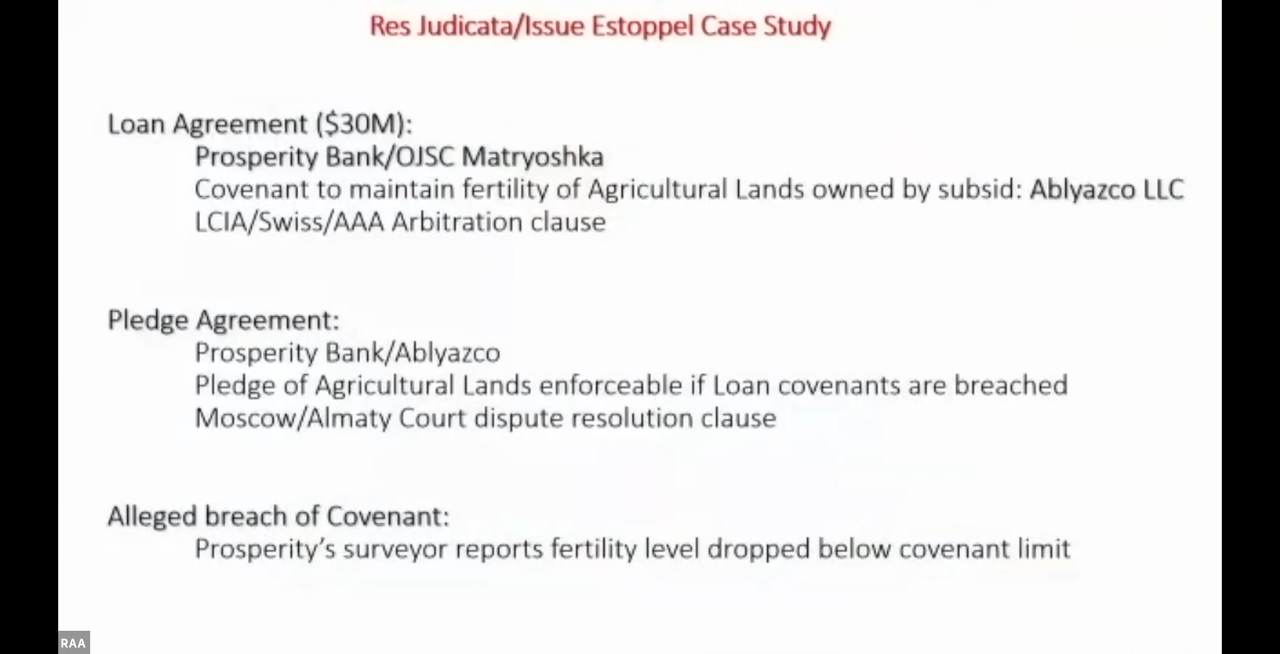 Res Judicata/Issue Estoppel Case Study
Loan Agreement ($30M):
Prosperity Bank/OJSC Matryoshka
Covenant to maintain fertility of Agricultural Lands owned by subsid: Ablyazco LLC
LCIA/Swiss/AAA Arbitration clause
Pledge Agreement:
Prosperity Bank/Ablyazco
Pledge of Agricultural Lands enforceable if Loan covenants are breached
Moscow/Almaty Court dispute resolution clause
Alleged breach of Covenant:
Prosperity’s surveyor reports fertility level dropped below covenant limit
RAA